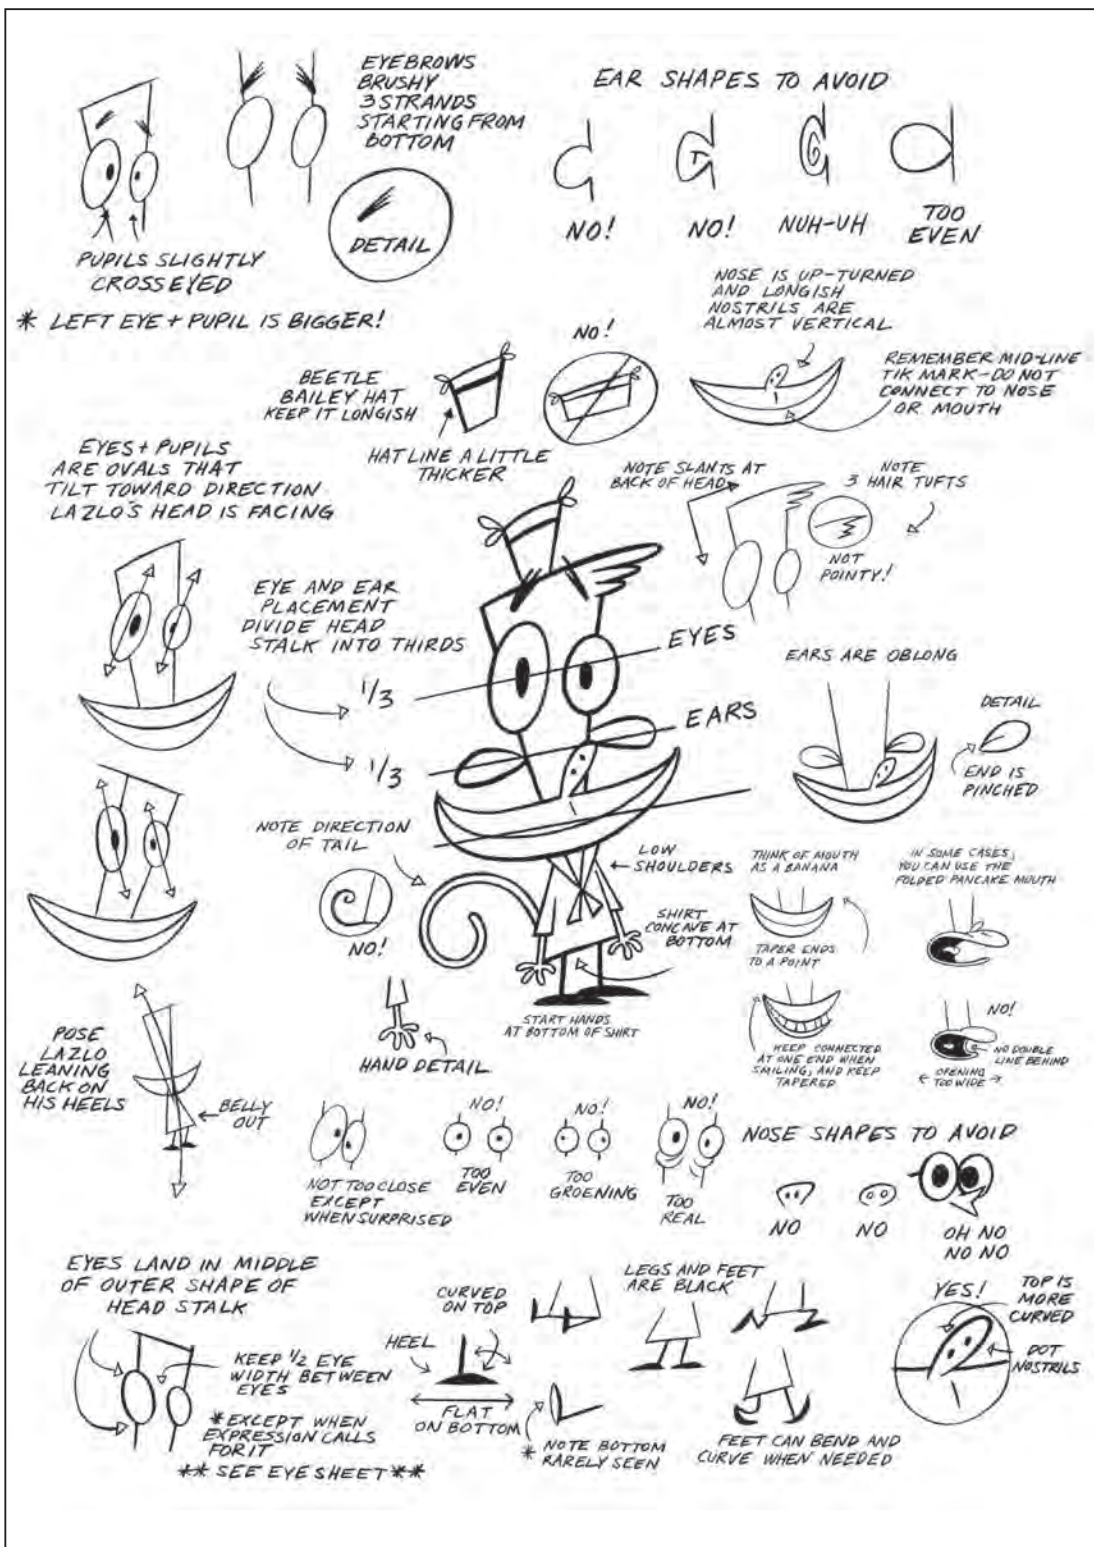 EYEBROWS
BRUSHY
3 STRANDS
STARTING FROM
BOTTOM
DETAIL
PUPILS SLIGHTLY
CROSSEYED
* LEFT EYE + PUPIL IS BIGGER!
EAR SHAPES TO AVOID
NO!
NO!
NUH-UH
TOO
EVEN
NOSE IS UP-TURNED
AND LONGISH
NOSTRILS ARE
ALMOST VERTICAL
REMEMBER MID-LINE
TIK MARK-DO NOT
CONNECT TO NOSE
OR MOUTH
BEETLE
BAILEY HAT
KEEP IT LONGISH
NO!
HAT LINE A LITTLE
THICKER
EYES + PUPILS
ARE OVALS THAT
TILT TOWARD DIRECTION
LAZLO'S HEAD IS FACING
NOTE SLANTS AT
BACK OF HEAD
NOTE
3 HAIR TUFTS
NOT
POINTY!
EYE AND EAR
PLACEMENT
DIVIDE HEAD
STALK INTO THIRDS
1/3
EYES
1/3
EARS
EARS ARE OBLONG
DETAIL
END IS
PINCHED
NOTE DIRECTION
OF TAIL
NO!
LOW
SHOULDERS
SHIRT
CONCAVE AT
BOTTOM
THINK OF MOUTH
AS A BANANA
TAPER ENDS
TO A POINT
IN SOME CASES,
YOU CAN USE THE
FOLDED PANCAKE MOUTH
KEEP CONNECTED
AT ONE END WHEN
SMILING, AND KEEP
TAPERED
NO!
NO DOUBLE
LINE BEHIND
OPENING
TOO WIDE
START HANDS
AT BOTTOM OF SHIRT
HAND DETAIL
POSE
LAZLO
LEANING
BACK ON
HIS HEELS
BELLY
OUT
NOT TOO CLOSE
EXCEPT
WHEN SURPRISED
NO!
TOO
EVEN
NO!
TOO
GROENING
NO!
TOO
REAL
NOSE SHAPES TO AVOID
NO
NO
OH NO
NO NO
EYES LAND IN MIDDLE
OF OUTER SHAPE OF
HEAD STALK
KEEP 1/2 EYE
WIDTH BETWEEN
EYES
*EXCEPT WHEN
EXPRESSION CALLS
FOR IT
** SEE EYE SHEET **
CURVED
ON TOP
HEEL
FLAT
ON BOTTOM
* NOTE BOTTOM
RARELY SEEN
LEGS AND FEET
ARE BLACK
FEET CAN BEND AND
CURVE WHEN NEEDED
YES!
TOP IS
MORE
CURVED
DOT
NOSTRILS